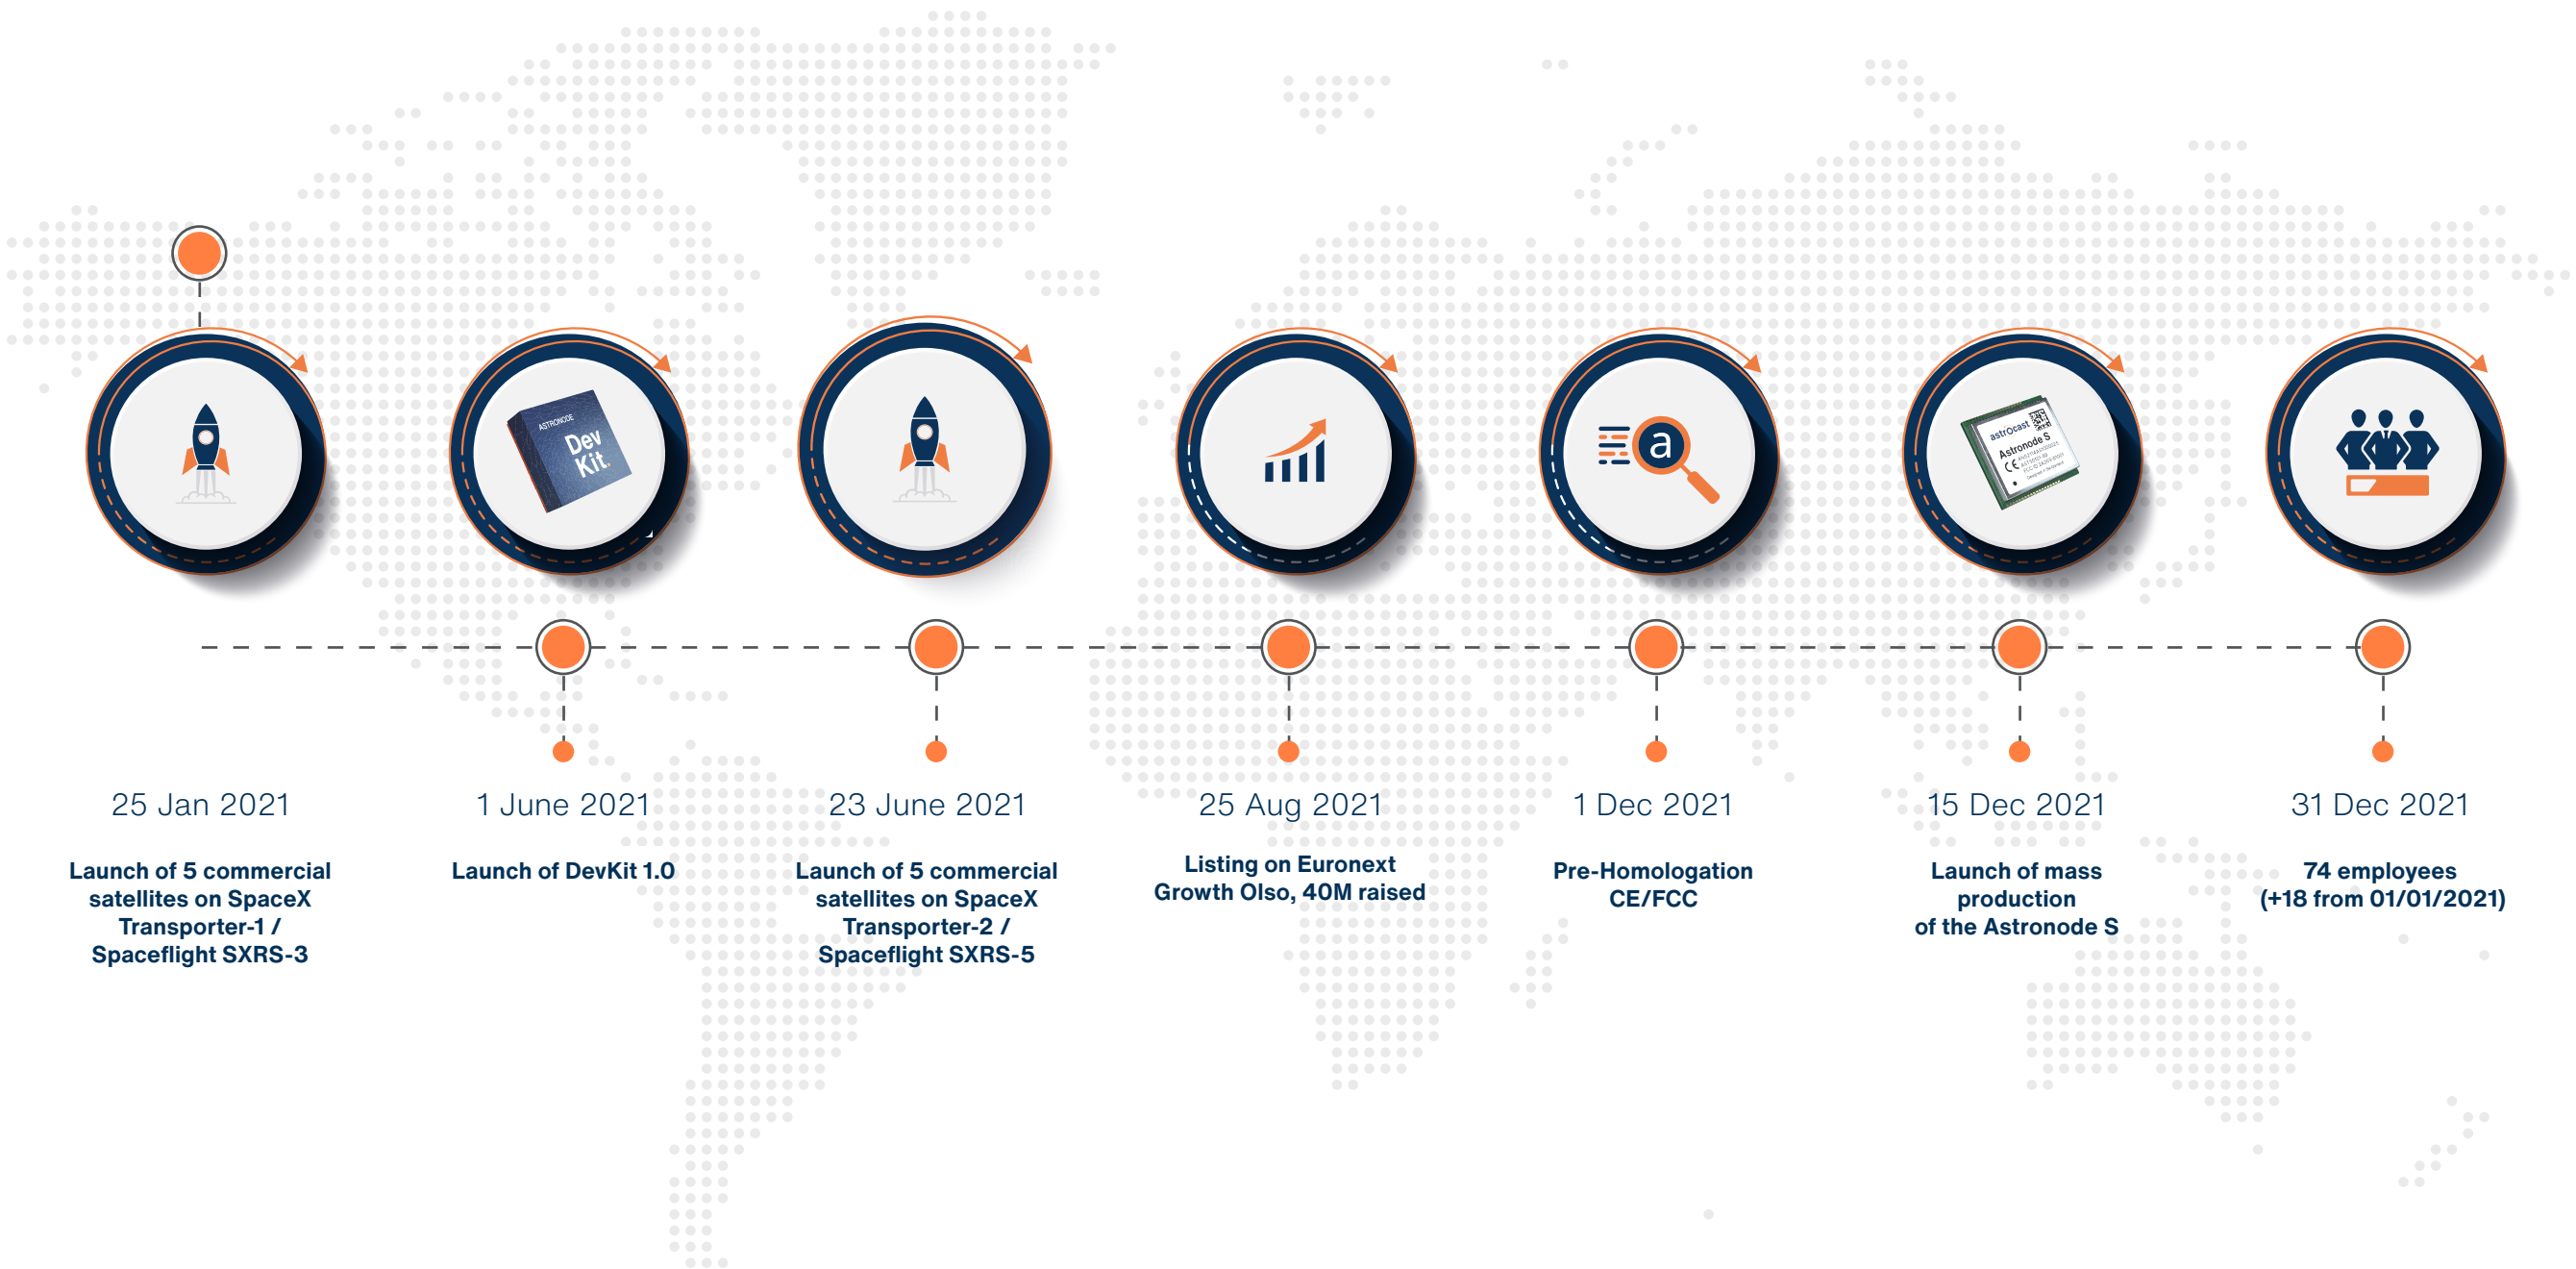 ASTRONODE
Dev
Kit.
a
astrocast
Astronode S
CE
25 Jan 2021
Launch of 5 commercial
satellites on SpaceX
Transporter-1 /
Spaceflight SXRS-3
1 June 2021
Launch of DevKit 1.0
23 June 2021
Launch of 5 commercial
satellites on SpaceX
Transporter-2 /
Spaceflight SXRS-5
25 Aug 2021
Listing on Euronext
Growth Olso, 40M raised
1 Dec 2021
Pre-Homologation
CE/FCC
15 Dec 2021
Launch of mass
production
of the Astronode S
31 Dec 2021
74 employees
(+18 from 01/01/2021)